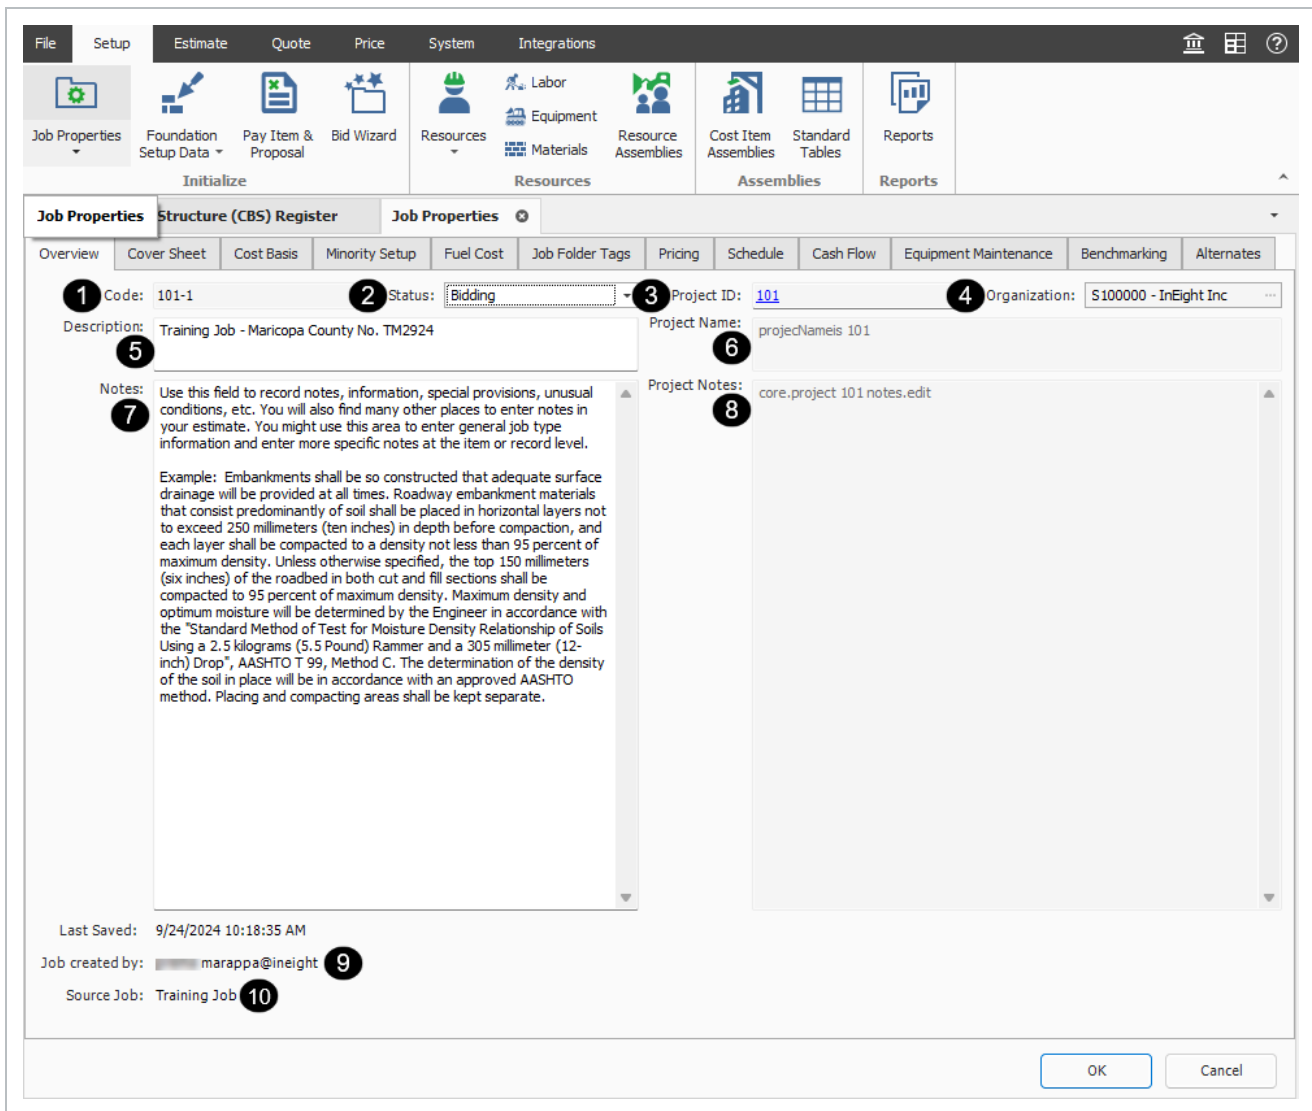 File Setup Estimate Quote Price System Integrations
Job Properties
Foundation Setup Data
Pay Item & Proposal
Bid Wizard
Initialize
Resources
Labor
Equipment
Materials
Resource Assemblies
Resources
Cost Item Assemblies
Standard Tables
Assemblies
Reports
Reports
Job Properties Structure (CBS) Register Job Properties
Overview Cover Sheet Cost Basis Minority Setup Fuel Cost Job Folder Tags Pricing Schedule Cash Flow Equipment Maintenance Benchmarking Alternates
1 Code: 101-1 2 Status: Bidding 3 Project ID: 101 4 Organization: S100000 - InEight Inc ...
Description: 5 Training Job - Maricopa County No. TM2924
Project Name: 6 projecNameis 101
Notes: 7
Use this field to record notes, information, special provisions, unusual
conditions, etc. You will also find many other places to enter notes in
your estimate. You might use this area to enter general job type
information and enter more specific notes at the item or record level.
Example: Embankments shall be so constructed that adequate surface
drainage will be provided at all times. Roadway embankment materials
that consist predominantly of soil shall be placed in horizontal layers not
to exceed 250 millimeters (ten inches) in depth before compaction, and
each layer shall be compacted to a density not less than 95 percent of
maximum density. Unless otherwise specified, the top 150 millimeters
(six inches) of the roadbed in both cut and fill sections shall be
compacted to 95 percent of maximum density. Maximum density and
optimum moisture will be determined by the Engineer in accordance with
the "Standard Method of Test for Moisture Density Relationship of Soils
Using a 2.5 kilograms (5.5 Pound) Rammer and a 305 millimeter (12-
inch) Drop", AASHTO T 99, Method C. The determination of the density
of the soil in place will be in accordance with an approved AASHTO
method. Placing and compacting areas shall be kept separate.
Project Notes: 8 core.project 101 notes.edit
Last Saved: 9/24/2024 10:18:35 AM
Job created by: marappa@ineight 9
Source Job: Training Job 10
OK Cancel